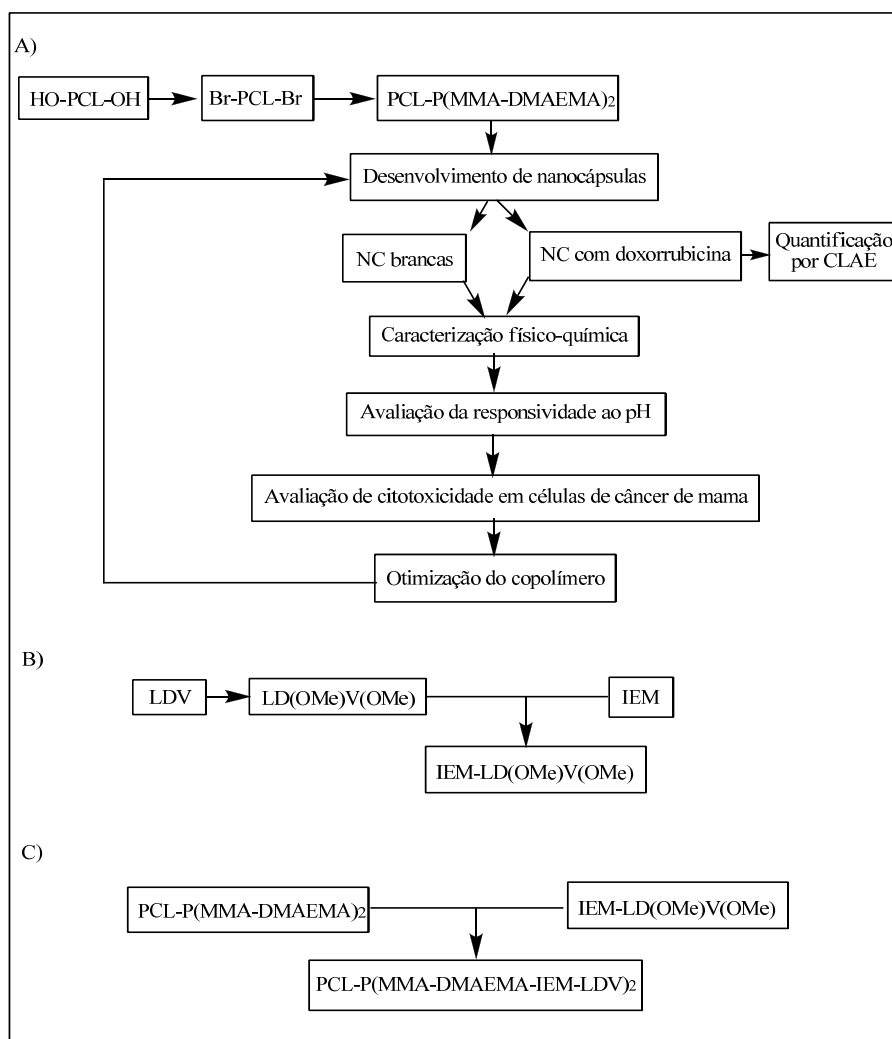 A)
HO-PCL-OH
Br-PCL-Br
PCL-P(MMA-DMAEMA)2
Desenvolvimento de nanocápsulas
NC brancas
NC com doxorrubicina
Quantificação
por CLAE
Caracterização físico-química
Avaliação da responsividade ao pH
Avaliação de citotoxicidade em células de câncer de mama
Otimização do copolímero
B)
LDV
LD(OMe)V(OMe)
IEM
IEM-LD(OMe)V(OMe)
C)
PCL-P(MMA-DMAEMA)2
IEM-LD(OMe)V(OMe)
PCL-P(MMA-DMAEMA-IEM-LDV)2